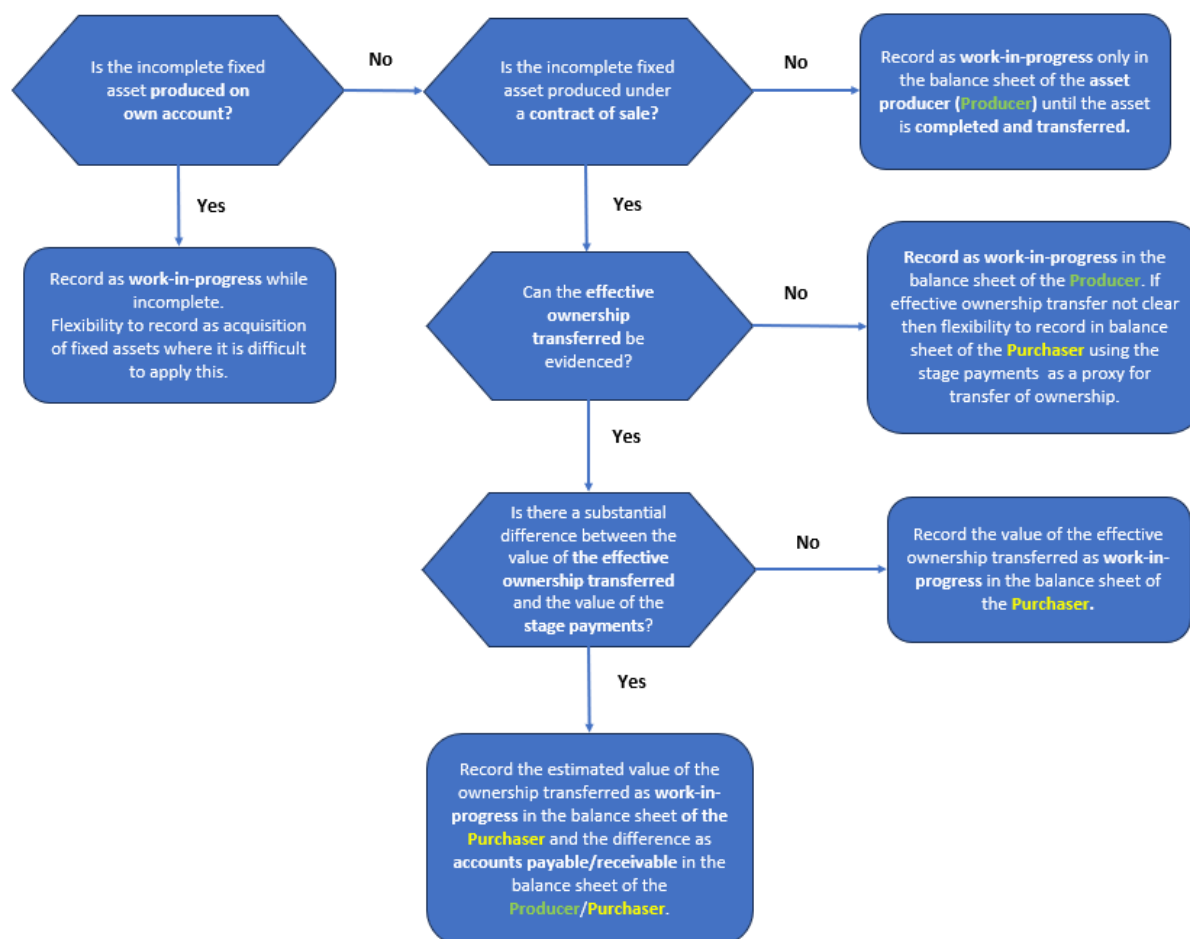 Is the incomplete fixed
asset produced on
own account?
No
Is the incomplete fixed
asset produced under
a contract of sale?
No
Record as work-in-progress only in
the balance sheet of the asset
producer (Producer) until the asset
is completed and transferred.
Yes
Yes
Record as work-in-progress while
incomplete.
Flexibility to record as acquisition
of fixed assets where it is difficult
to apply this.
Can the effective
ownership
transferred be
evidenced?
No
Record as work-in-progress in the
balance sheet of the Producer. If
effective ownership transfer not clear
then flexibility to record in balance
sheet of the Purchaser using the
stage payments as a proxy for
transfer of ownership.
Yes
Is there a substantial
difference between the
value of the effective
ownership transferred
and the value of the
stage payments?
No
Record the value of the effective
ownership transferred as work-in-
progress in the balance sheet of
the Purchaser.
Yes
Record the estimated value of the
ownership transferred as work-in-
progress in the balance sheet of the
Purchaser and the difference as
accounts payable/receivable in the
balance sheet of the
Producer/Purchaser.